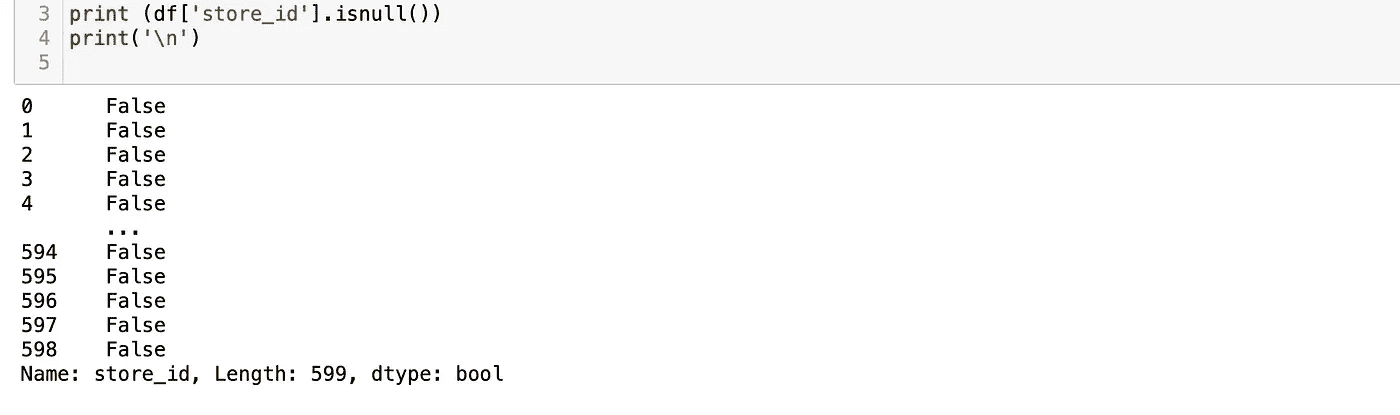 3 print (df['store_id'].isnull())
4 print('\n')
5
0 False
1 False
2 False
3 False
4 False
...
594 False
595 False
596 False
597 False
598 False
Name: store_id, Length: 599, dtype: bool